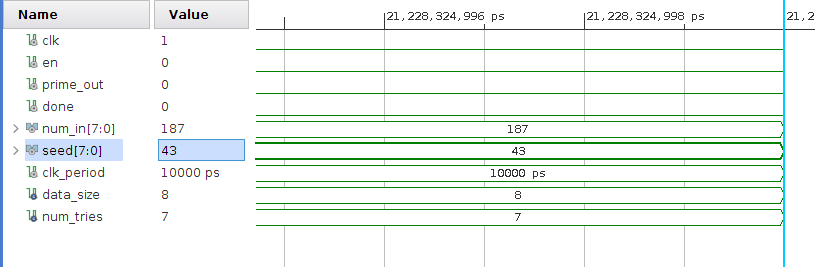 Name Value 21,228,324,996 ps 21,228,324,998 ps 21,2
clk 1
en 0
prime_out 0
done 0
num_in[7:0] 187 187
seed[7:0] 43 43
clk_period 10000 ps 10000 ps
data_size 8 8
num_tries 7 7